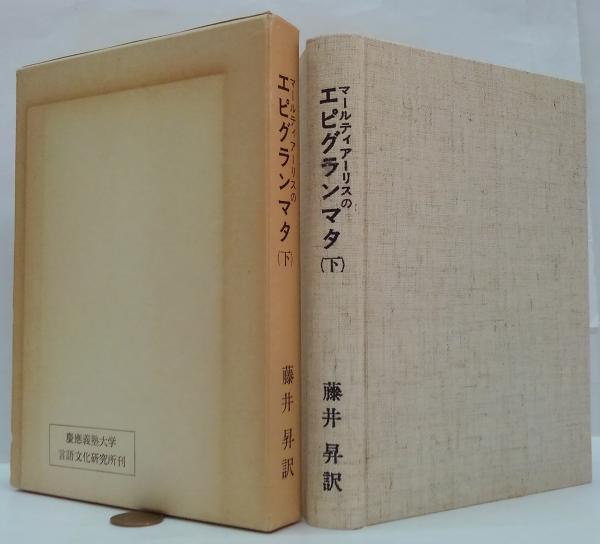 マールティアーリスの
エピグランマタ(下)
藤井 昇訳
慶應義塾大学
言語文化研究所刊
マールティアーリスの
エピグランマタ(下)
藤井 昇訳